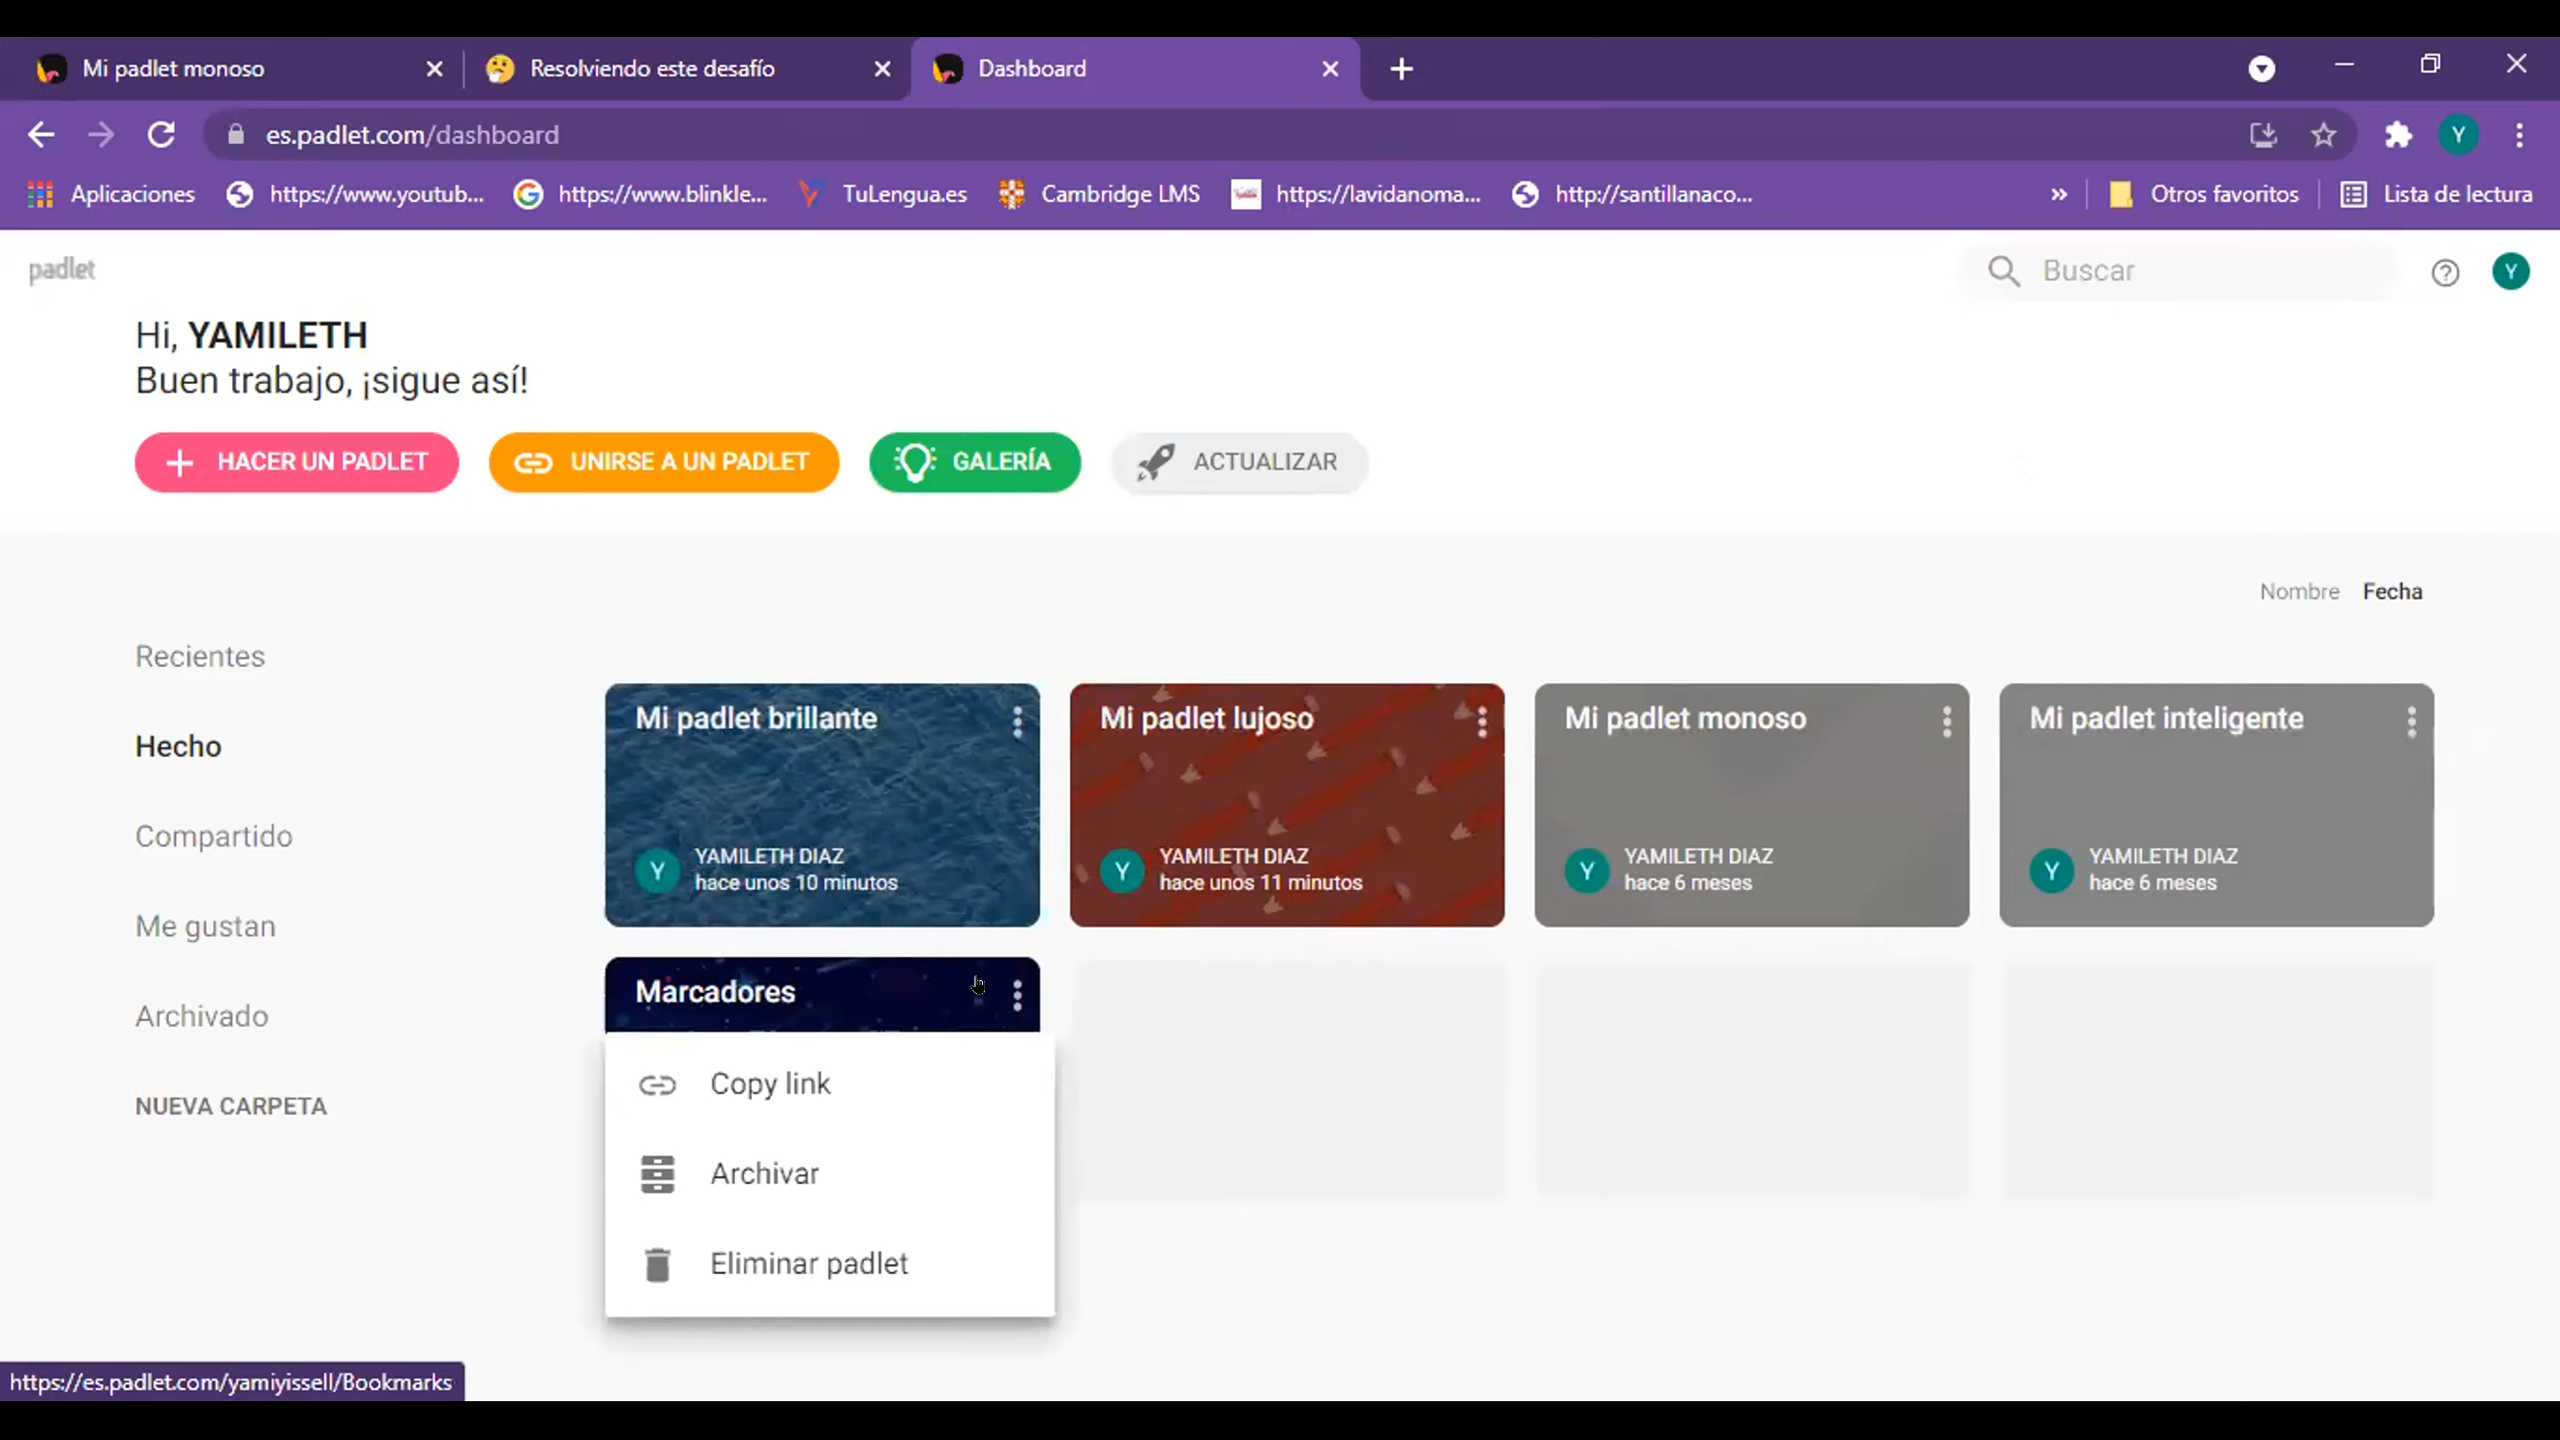 Mi padlet monoso
Resolviendo este desafío
Dashboard
es.padlet.com/dashboard
Y
Aplicaciones
https://www.youtub...
https://www.blinkle...
TuLengua.es
Cambridge LMS
https://lavidanoma...
http://santillanaco...
»
Otros favoritos
Lista de lectura
padlet
Buscar
Y
Hi, YAMILETH
Buen trabajo, ¡sigue así!
HACER UN PADLET
UNIRSE A UN PADLET
GALERÍA
ACTUALIZAR
Nombre Fecha
Recientes
Hecho
Compartido
Me gustan
Archivado
NUEVA CARPETA
Mi padlet brillante
Y
YAMILETH DIAZ
hace unos 10 minutos
Mi padlet lujoso
Y
YAMILETH DIAZ
hace unos 11 minutos
Mi padlet monoso
Y
YAMILETH DIAZ
hace 6 meses
Mi padlet inteligente
Y
YAMILETH DIAZ
hace 6 meses
Marcadores
Copy link
Archivar
Eliminar padlet
https://es.padlet.com/yamiyissell/Bookmarks